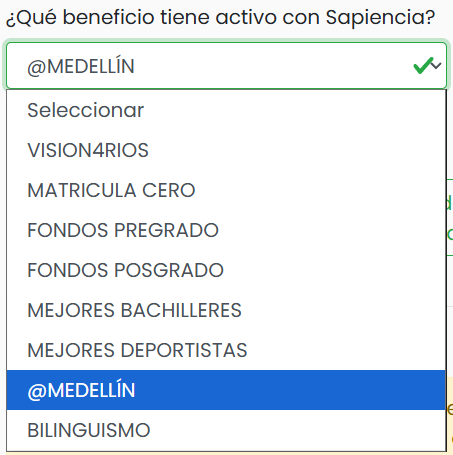 ¿Qué beneficio tiene activo con Sapiencia?
@MEDELLÍN
Seleccionar
VISION4RIOS
MATRICULA CERO
FONDOS PREGRADO
FONDOS POSGRADO
MEJORES BACHILLERES
MEJORES DEPORTISTAS
@MEDELLÍN
BILINGUISMO